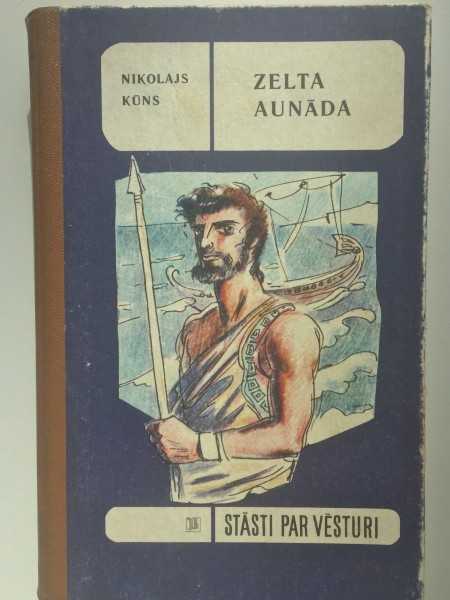 NIKOLAJS
KŪNS
ZELTA
AUNĀDA
STĀSTI PAR VĒSTURI